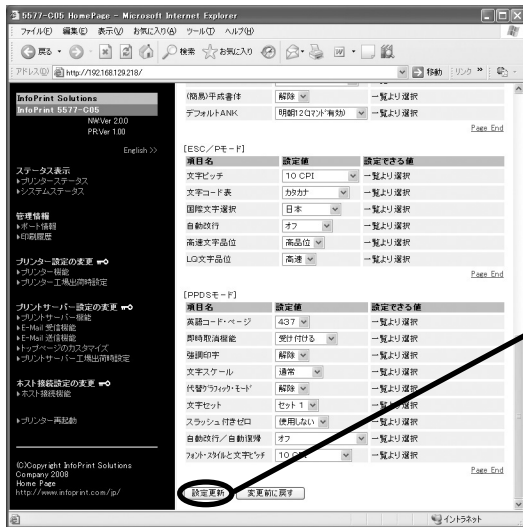 5577-C05 HomePage - Microsoft Internet Explorer
ファイル(F) 編集(E) 表示(V) お気に入り(A) ツール(T) ヘルプ(H)
戻る 検索 お気に入り
アドレス(D) http://192.168.129.218/ 移動 リンク
InfoPrint Solutions
InfoPrint 5577-C05
NW.Ver 2.00
PR.Ver 1.00
English >>
ステータス表示
プリンターステータス
システムステータス
管理情報
ポート情報
印刷履歴
プリンター設定の変更
プリンター機能
プリンター工場出荷時設定
プリントサーバー設定の変更
プリントサーバー機能
E-Mail 受信機能
E-Mail 送信機能
トップページのカスタマイズ
プリントサーバー工場出荷時設定
ホスト接続設定の変更
ホスト接続機能
プリンター再起動
(C)Copyright InfoPrint Solutions
Company 2008
Home Page
http://www.infoprint.com/jp/
(簡易)平成書体 解除 一覧より選択
デフォルトANK 明朝12(コマンド有効) 一覧より選択
Page End
[ESC/Pモード]
項目名 設定値 設定できる値
文字ピッチ 10 CPI 一覧より選択
文字コード表 カタカナ 一覧より選択
国際文字選択 日本 一覧より選択
自動改行 オフ 一覧より選択
高速文字品位 高品位 一覧より選択
LQ文字品位 高速 一覧より選択
Page End
[PPDSモード]
項目名 設定値 設定できる値
英語コード・ページ 437 一覧より選択
即時取消機能 受け付ける 一覧より選択
強調印字 解除 一覧より選択
文字スケール 通常 一覧より選択
代替グラフィック・モード 解除 一覧より選択
文字セット セット 1 一覧より選択
スラッシュ付きゼロ 使用しない 一覧より選択
自動改行/自動復帰 オフ 一覧より選択
フォント・スタイルと文字ピッチ 10 CPI 一覧より選択
Page End
設定更新 変更前に戻す
イントラネット